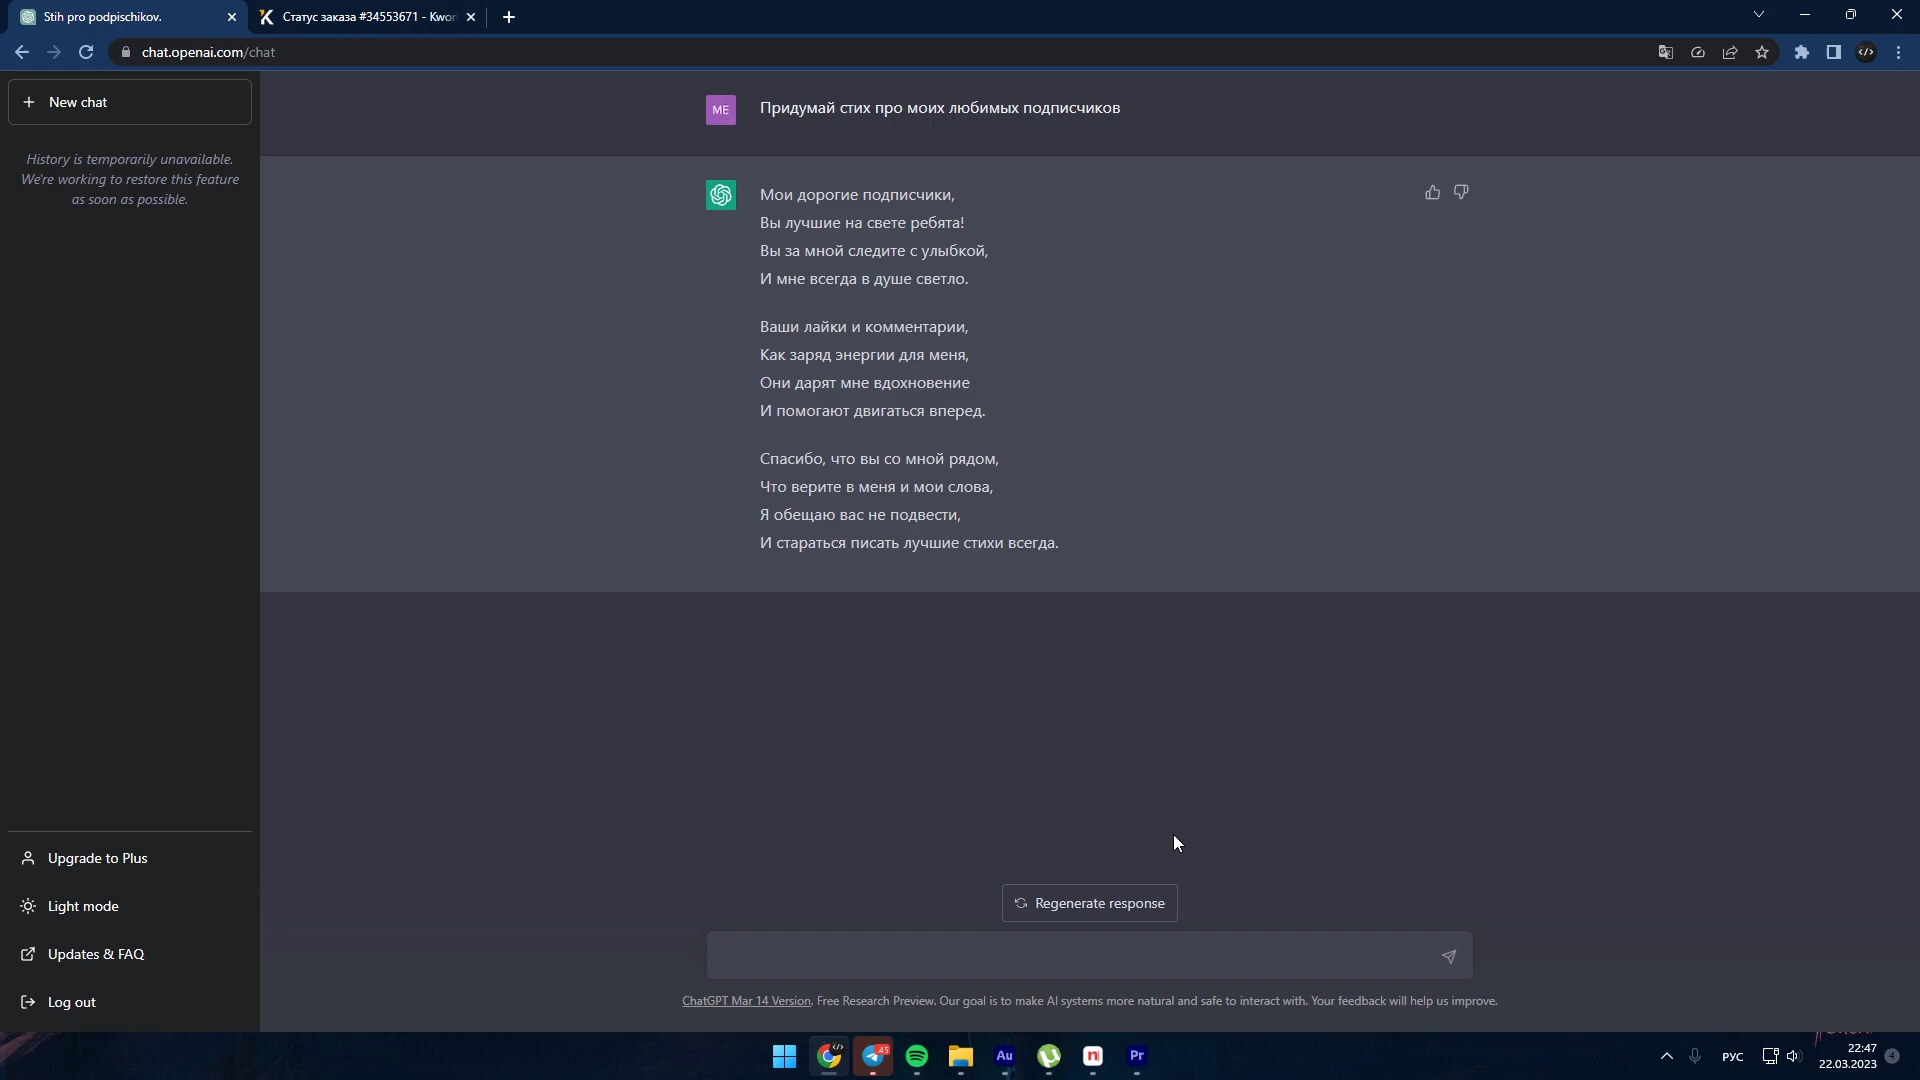 Stih pro podpischikov.
Статус заказа #34553671 - Kwor
chat.openai.com/chat
New chat
History is temporarily unavailable.
We're working to restore this feature
as soon as possible.
ME
Придумай стих про моих любимых подписчиков
Мои дорогие подписчики,
Вы лучшие на свете ребята!
Вы за мной следите с улыбкой,
И мне всегда в душе светло.
Ваши лайки и комментарии,
Как заряд энергии для меня,
Они дарят мне вдохновение
И помогают двигаться вперед.
Спасибо, что вы со мной рядом,
Что верите в меня и мои слова,
Я обещаю вас не подвести,
И стараться писать лучшие стихи всегда.
Upgrade to Plus
Light mode
Updates & FAQ
Log out
Regenerate response
ChatGPT Mar 14 Version. Free Research Preview. Our goal is to make AI systems more natural and safe to interact with. Your feedback will help us improve.
45
Au
n
Pr
РУС
22:47
22.03.2023
4